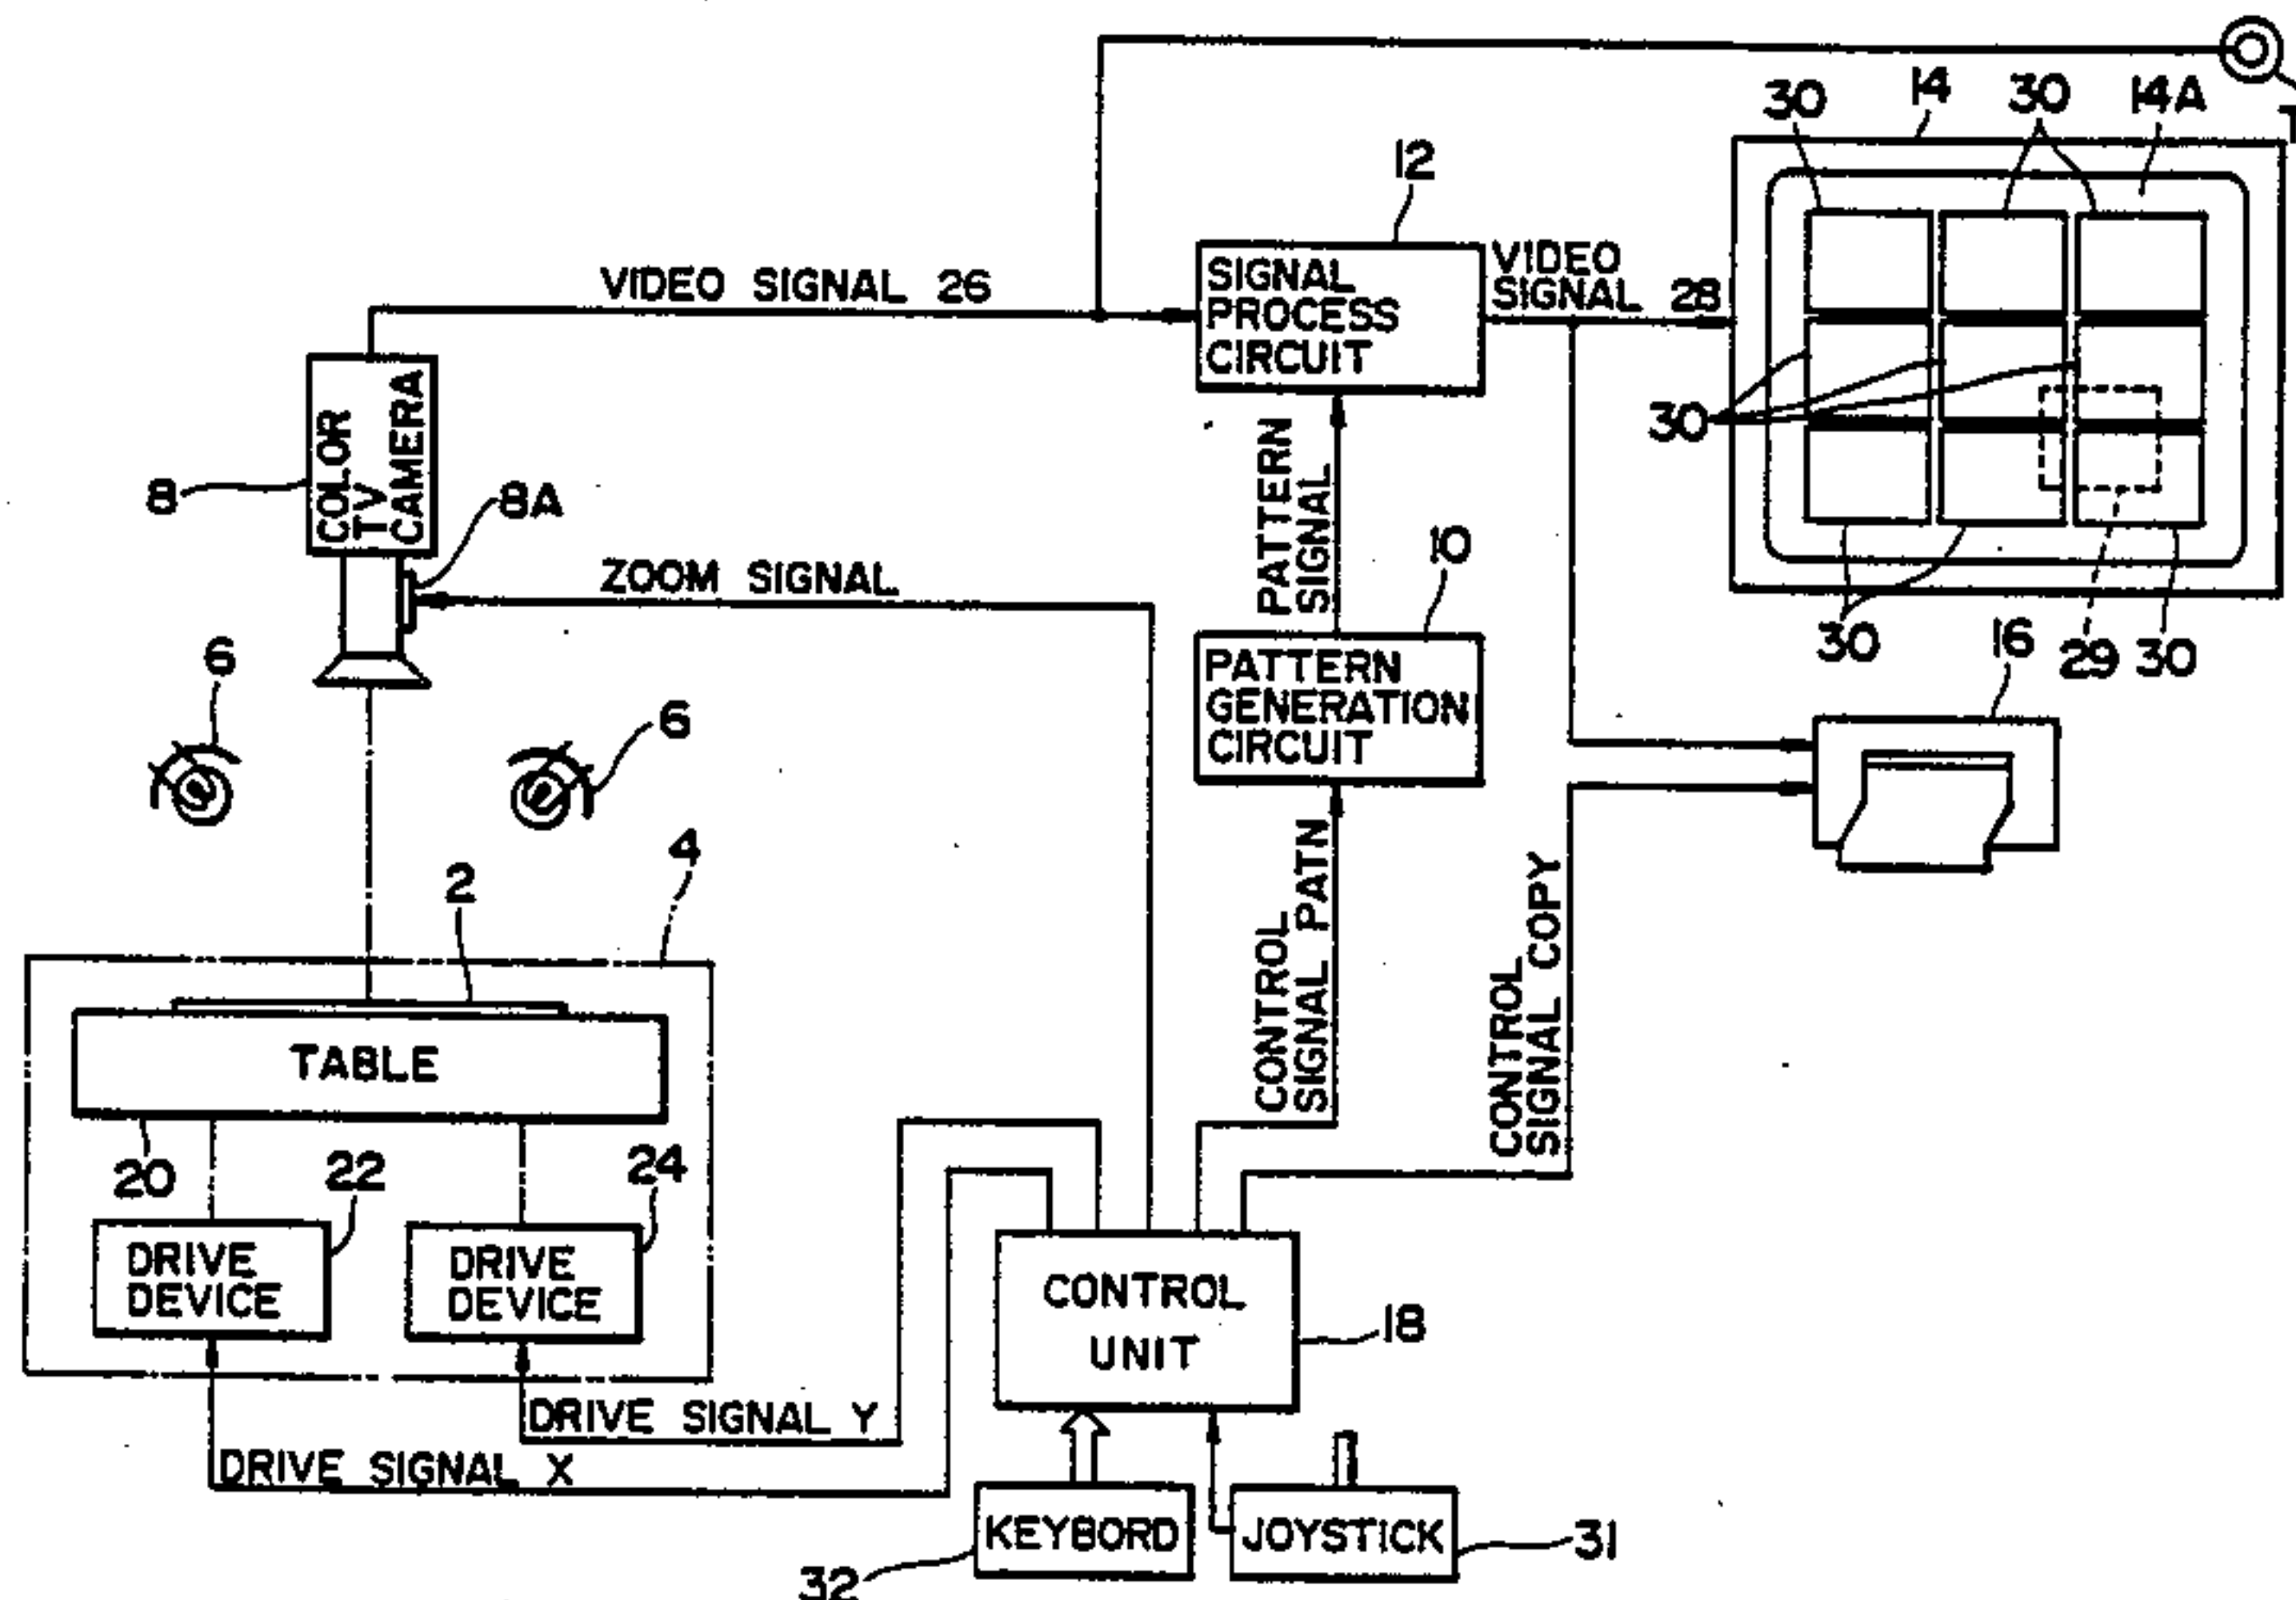 30
14
30
14A
T
12
VIDEO SIGNAL 26
SIGNAL
PROCESS
CIRCUIT
VIDEO
SIGNAL 28
COLOR
TV
CAMERA
8
8A
30
ZOOM SIGNAL
PATTERN
SIGNAL
10
30
29
30
16
6
6
PATTERN
GENERATION
CIRCUIT
4
2
CONTROL
SIGNAL PATN
CONTROL
SIGNAL COPY
TABLE
20
22
24
DRIVE
DEVICE
DRIVE
DEVICE
CONTROL
UNIT
18
DRIVE SIGNAL Y
DRIVE SIGNAL X
KEYBORD
JOYSTICK
32
31